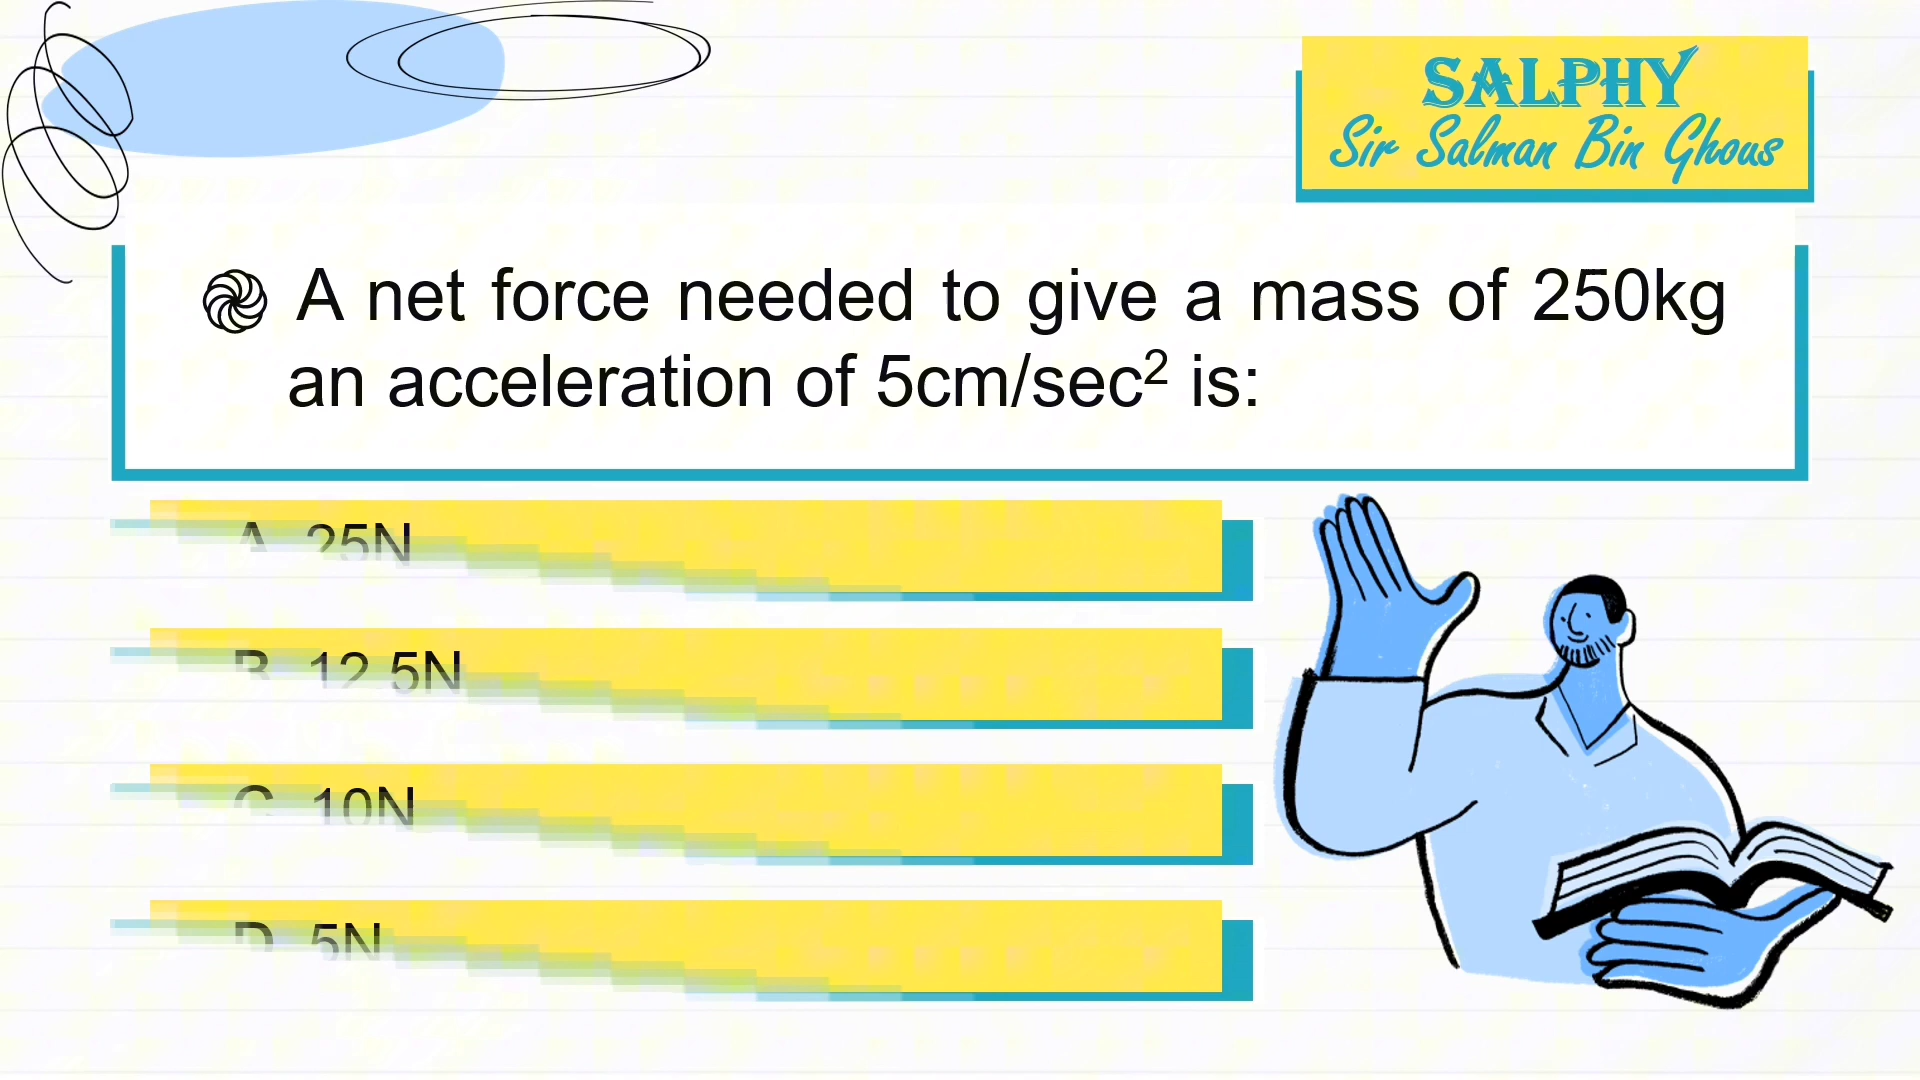 SALPHY
Sir Salman Bin Ghous
A net force needed to give a mass of 250kg
an acceleration of 5cm/sec² is:
A. 25N
B. 12.5N
C. 10N
D. 5N